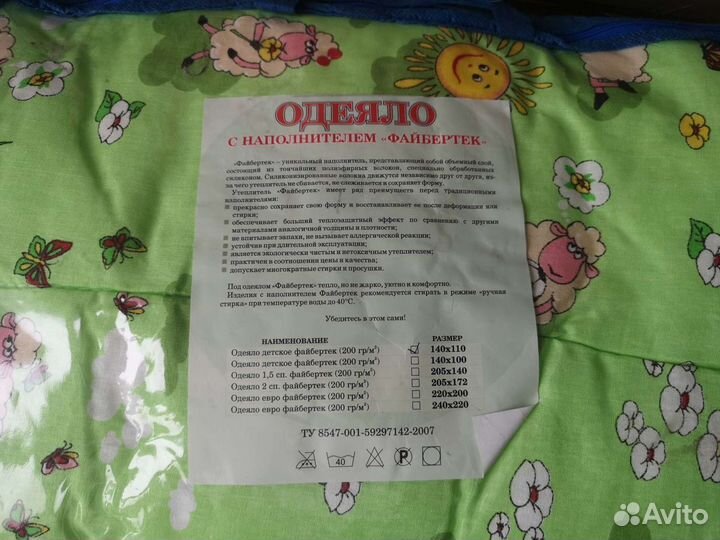 ОДЕЯЛО
С НАПОЛНИТЕЛЕМ «ФАЙБЕРТЕК»
«Файбертек» – уникальный наполнитель, представляющий собой объемный слой,
состоящий из тончайших полиэфирных волокон, специально обработанных
силиконом. Силиконизированные волокна движутся независимо друг от друга, из-
за чего утеплитель не сбивается, не слеживается и сохраняет форму.
Утеплитель «Файбертек» имеет ряд преимуществ перед традиционными
наполнителями:
прекрасно сохраняет свою форму и восстанавливает ее после деформации или
стирки;
обеспечивает больший теплозащитный эффект по сравнению с другими
материалами аналогичной толщины и плотности;
не впитывает запахи, не вызывает аллергической реакции;
устойчив при длительной эксплуатации;
является экологически чистым и нетоксичным утеплителем;
практичен в соотношении цены и качества;
допускает многократные стирки и просушки.
Под одеялом «Файбертек» тепло, но не жарко, уютно и комфортно.
Изделия с наполнителем Файбертек рекомендуется стирать в режиме «ручная
стирка» при температуре воды до 40°С.
Убедитесь в этом сами!
НАИМЕНОВАНИЕ РАЗМЕР
Одеяло детское файбертек (200 гр/м²) 140x110
Одеяло детское файбертек (200 гр/м²) 140x100
Одеяло 1,5 сп. файбертек (200 гр/м²) 205x140
Одеяло 2 сп. файбертек (200 гр/м²) 205x172
Одеяло евро файбертек (200 гр/м²) 220x200
Одеяло евро файбертек (200 гр/м²) 240x220
ТУ 8547-001-59297142-2007
40 P
Avito